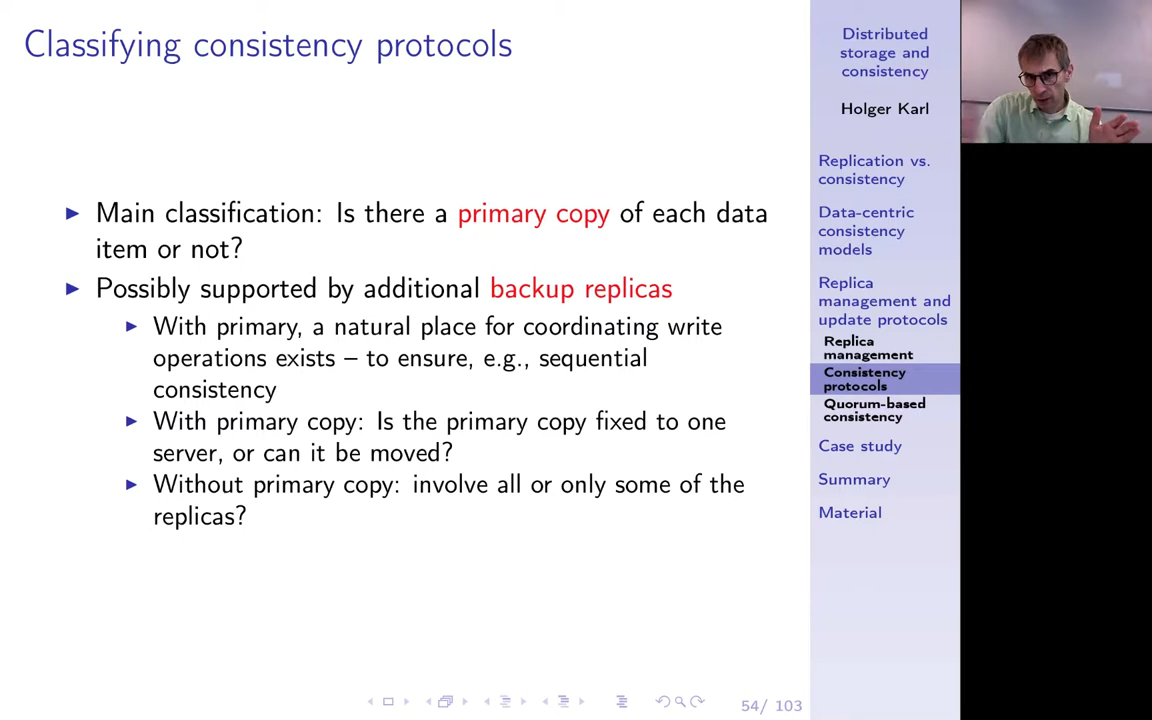 Classifying consistency protocols
Main classification: Is there a primary copy of each data
item or not?
Possibly supported by additional backup replicas
With primary, a natural place for coordinating write
operations exists – to ensure, e.g., sequential
consistency
With primary copy: Is the primary copy fixed to one
server, or can it be moved?
Without primary copy: involve all or only some of the
replicas?
54/ 103
Distributed
storage and
consistency
Holger Karl
Replication vs.
consistency
Data-centric
consistency
models
Replica
management and
update protocols
Replica
management
Consistency
protocols
Quorum-based
consistency
Case study
Summary
Material